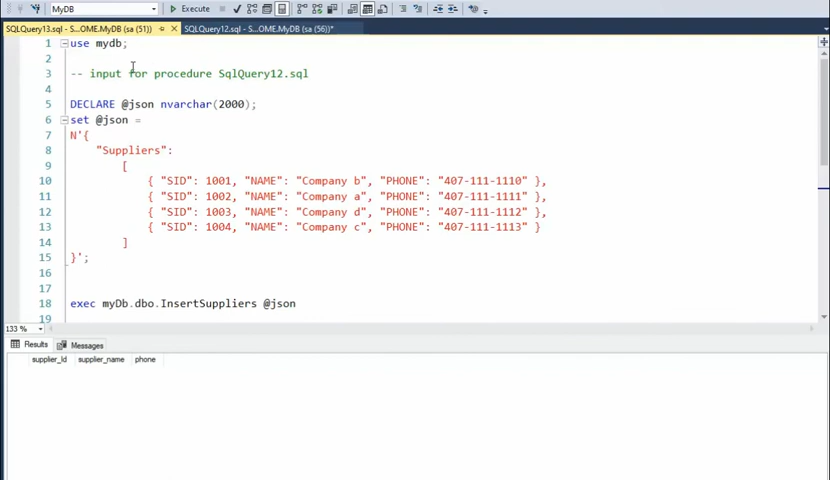 MyDB Execute
SQLQuery13.sql - S...OME.MyDB (sa (51)) SQLQuery12.sql - S...OME.MyDB (sa (56))*
1 use mydb;
2
3 -- input for procedure SqlQuery12.sql
4
5 DECLARE @json nvarchar(2000);
6 set @json =
7 N'{
8 "Suppliers":
9 [
10 { "SID": 1001, "NAME": "Company b", "PHONE": "407-111-1110" },
11 { "SID": 1002, "NAME": "Company a", "PHONE": "407-111-1111" },
12 { "SID": 1003, "NAME": "Company d", "PHONE": "407-111-1112" },
13 { "SID": 1004, "NAME": "Company c", "PHONE": "407-111-1113" }
14 ]
15 }';
16
17
18 exec myDb.dbo.InsertSuppliers @json
19
133 %
Results Messages
supplier_Id supplier_name phone